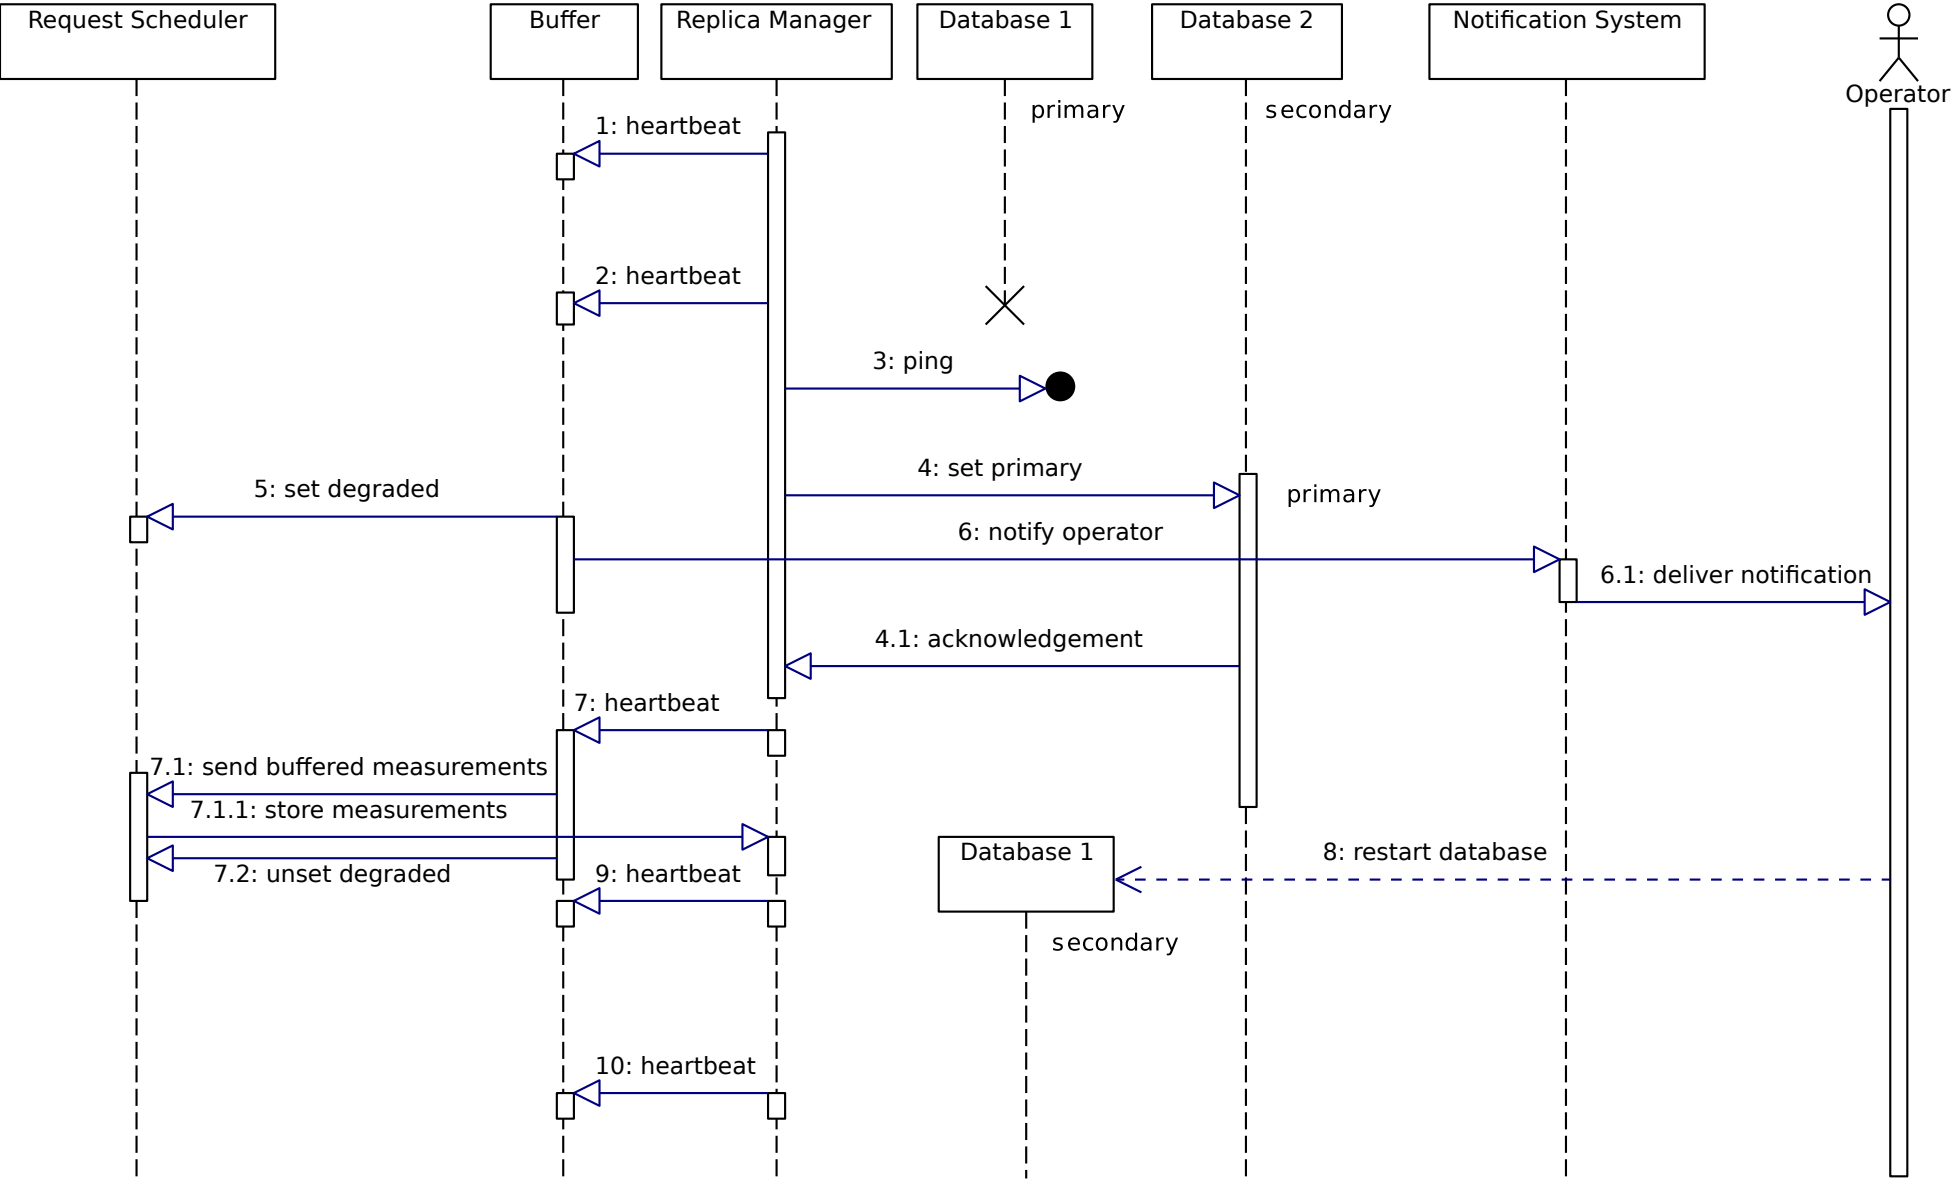 Request Scheduler
Buffer
Replica Manager
Database 1
Database 2
Notification System
Operator
primary
secondary
1: heartbeat
2: heartbeat
3: ping
4: set primary
5: set degraded
primary
6: notify operator
6.1: deliver notification
4.1: acknowledgement
7: heartbeat
7.1: send buffered measurements
7.1.1: store measurements
Database 1
8: restart database
7.2: unset degraded
9: heartbeat
secondary
10: heartbeat